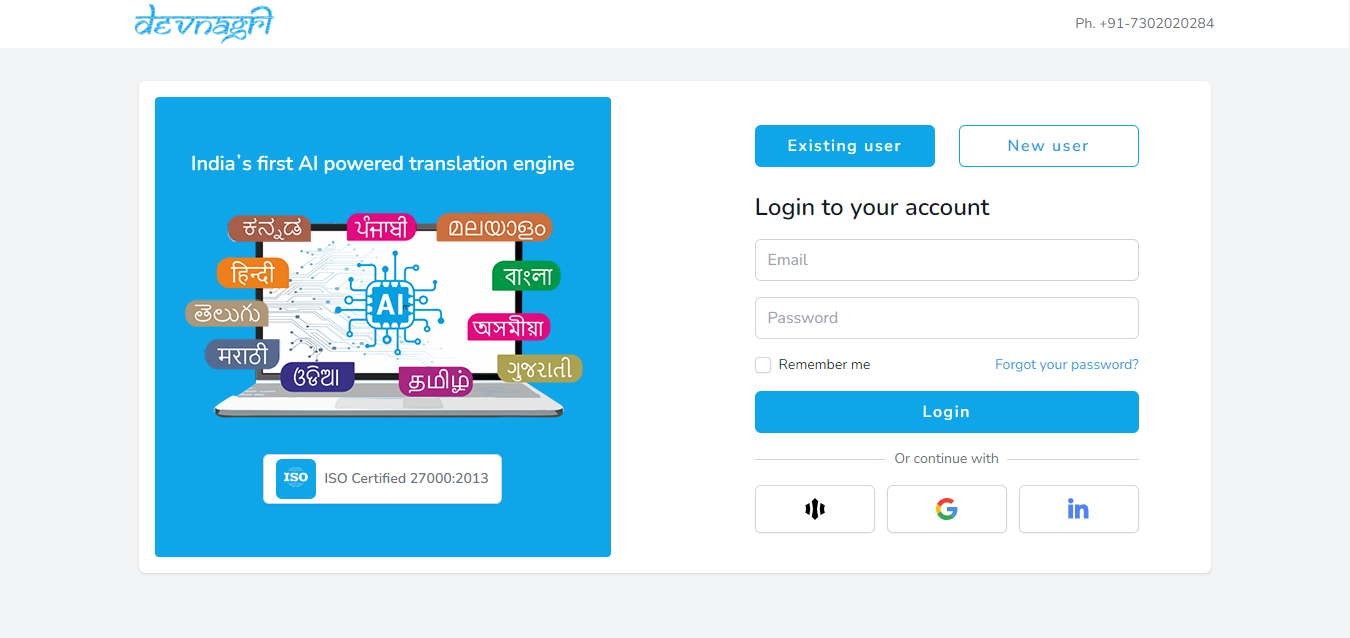 devnagri
Ph. +91-7302020284
India's first AI powered translation engine
ಕನ್ನಡ
ਪੰਜਾਬੀ
മലയാളം
हिन्दी
বাংলা
AI
తెలుగు
অসমীয়া
मराठी
ગુજરાતી
ଓଡିଆ
தமிழ்
ISO
ISO Certified 27000:2013
Existing user
New user
Login to your account
Email
Password
Remember me
Forgot your password?
Login
Or continue with